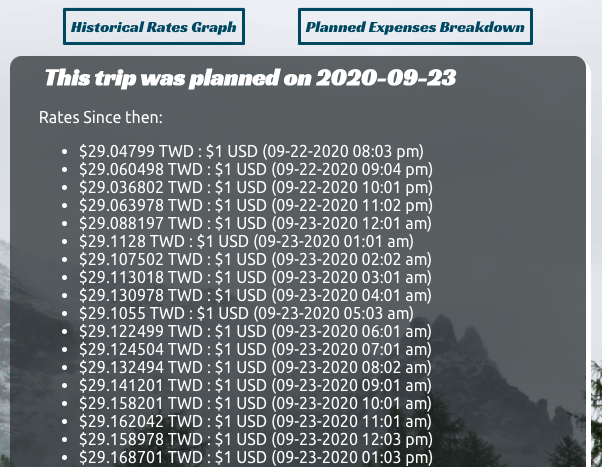 Historical Rates Graph
Planned Expenses Breakdown
This trip was planned on 2020-09-23
Rates Since then:
• $29.04799 TWD : $1 USD (09-22-2020 08:03 pm)
• $29.060498 TWD : $1 USD (09-22-2020 09:04 pm)
• $29.036802 TWD : $1 USD (09-22-2020 10:01 pm)
• $29.063978 TWD : $1 USD (09-22-2020 11:02 pm)
• $29.088197 TWD : $1 USD (09-23-2020 12:01 am)
• $29.1128 TWD : $1 USD (09-23-2020 01:01 am)
• $29.107502 TWD : $1 USD (09-23-2020 02:02 am)
• $29.113018 TWD : $1 USD (09-23-2020 03:01 am)
• $29.130978 TWD : $1 USD (09-23-2020 04:01 am)
• $29.1055 TWD : $1 USD (09-23-2020 05:03 am)
• $29.122499 TWD : $1 USD (09-23-2020 06:01 am)
• $29.124504 TWD : $1 USD (09-23-2020 07:01 am)
• $29.132494 TWD : $1 USD (09-23-2020 08:02 am)
• $29.141201 TWD : $1 USD (09-23-2020 09:01 am)
• $29.158201 TWD : $1 USD (09-23-2020 10:01 am)
• $29.162042 TWD : $1 USD (09-23-2020 11:01 am)
• $29.158978 TWD : $1 USD (09-23-2020 12:03 pm)
• $29.168701 TWD : $1 USD (09-23-2020 01:03 pm)